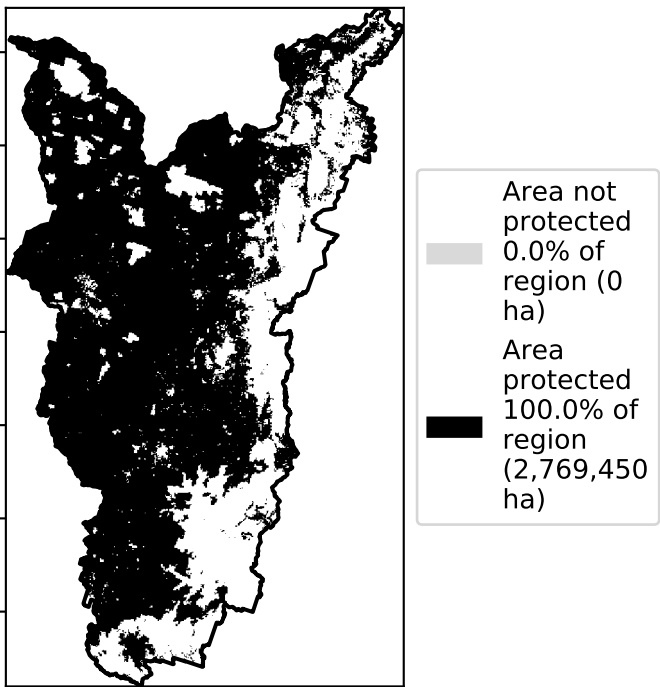 Area not
protected
0.0% of
region (0
ha)
Area
protected
100.0% of
region
(2,769,450
ha)